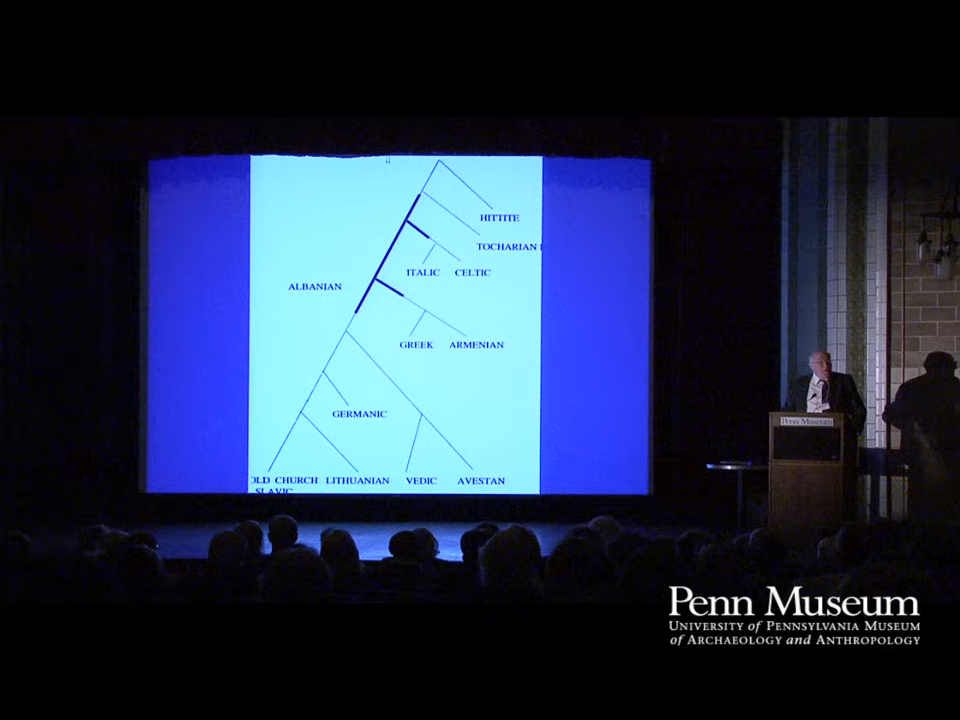 HITTITE
TOCHARIAN
ITALIC CELTIC
ALBANIAN
GREEK ARMENIAN
GERMANIC
OLD CHURCH LITHUANIAN VEDIC AVESTAN
SLAVIC
Penn Museum
Penn Museum
UNIVERSITY of PENNSYLVANIA MUSEUM
of ARCHAEOLOGY and ANTHROPOLOGY